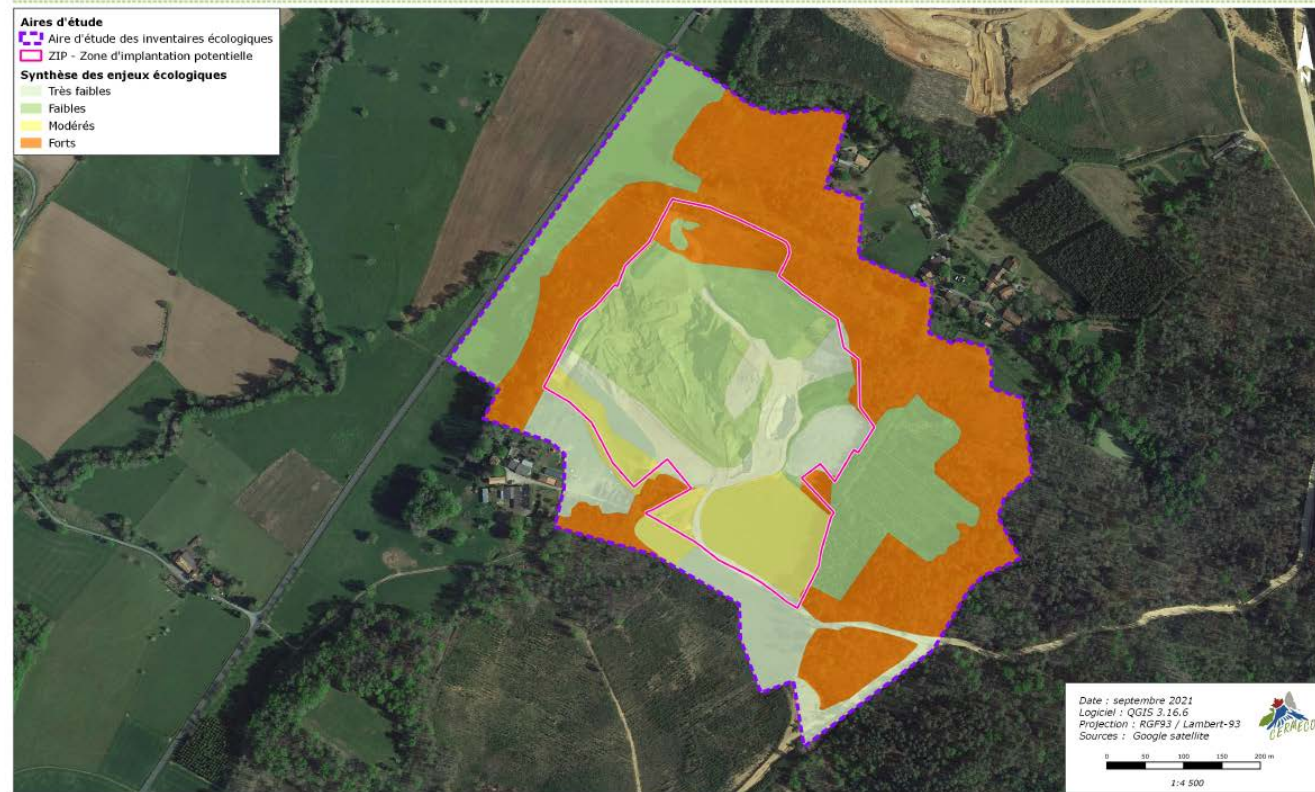 Aires d'étude
Aire d'étude des inventaires écologiques
ZIP - Zone d'implantation potentielle
Synthèse des enjeux écologiques
Très faibles
Faibles
Modérés
Forts
Date : septembre 2021
Logiciel : QGIS 3.16.6
Projection : RGF93 / Lambert-93
Sources : Google satellite
CERMECO
0 50 100 150 200 m
1:4 500